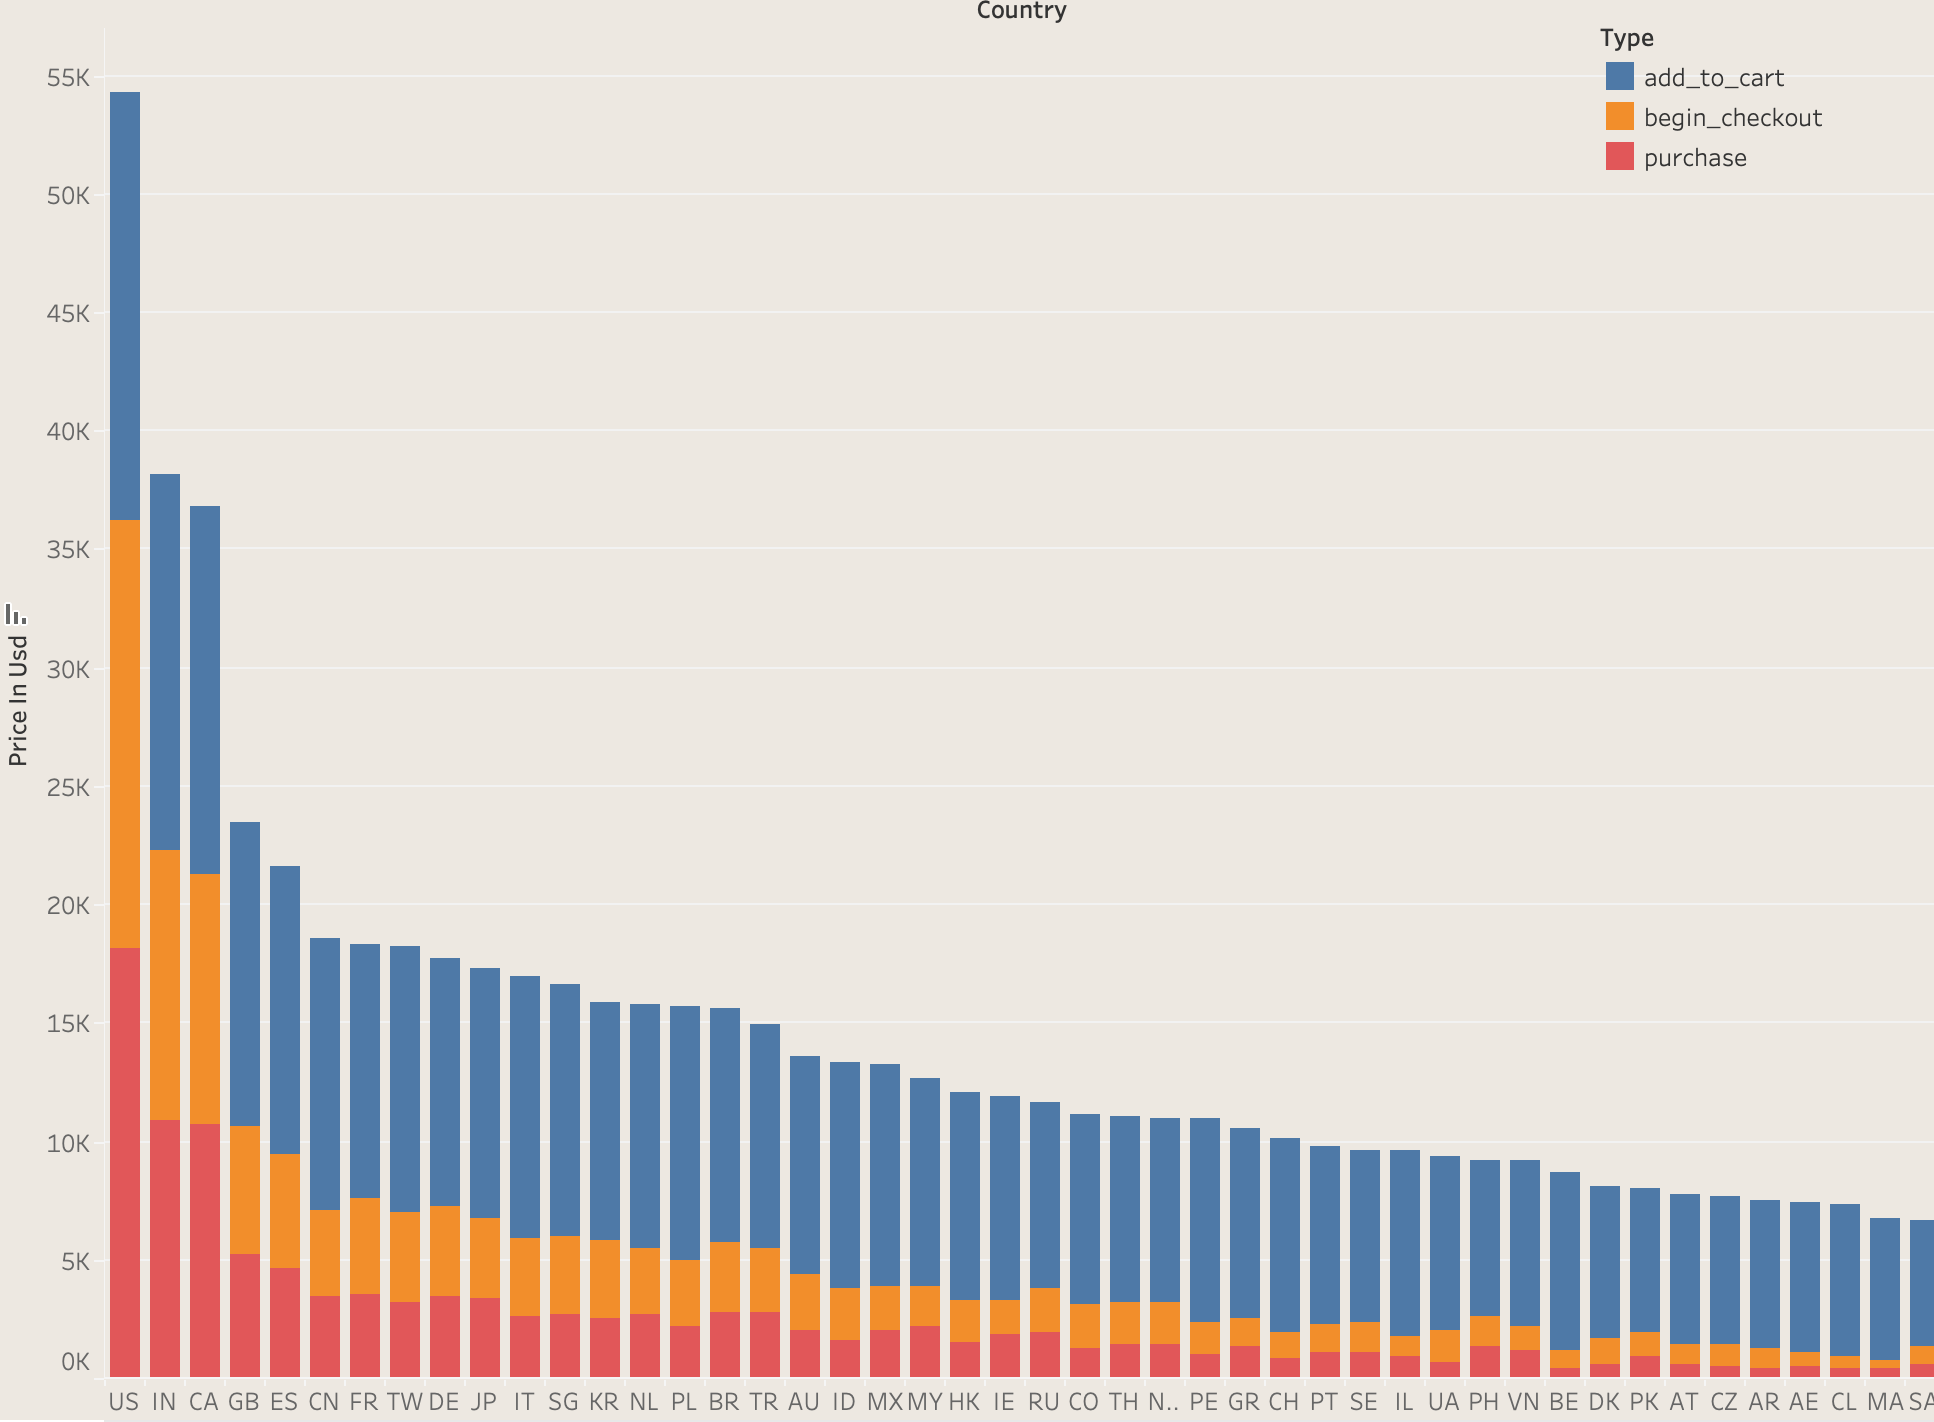 Country
Type
add_to_cart
begin_checkout
purchase
55K
50K
45K
40K
35K
30K
25K
20K
15K
10K
5K
0K
Price In Usd
US IN CA GB ES CN FR TW DE JP IT SG KR NL PL BR TR AU ID MX MY HK IE RU CO TH N.. PE GR CH PT SE IL UA PH VN BE DK PK AT CZ AR AE CL MA SA